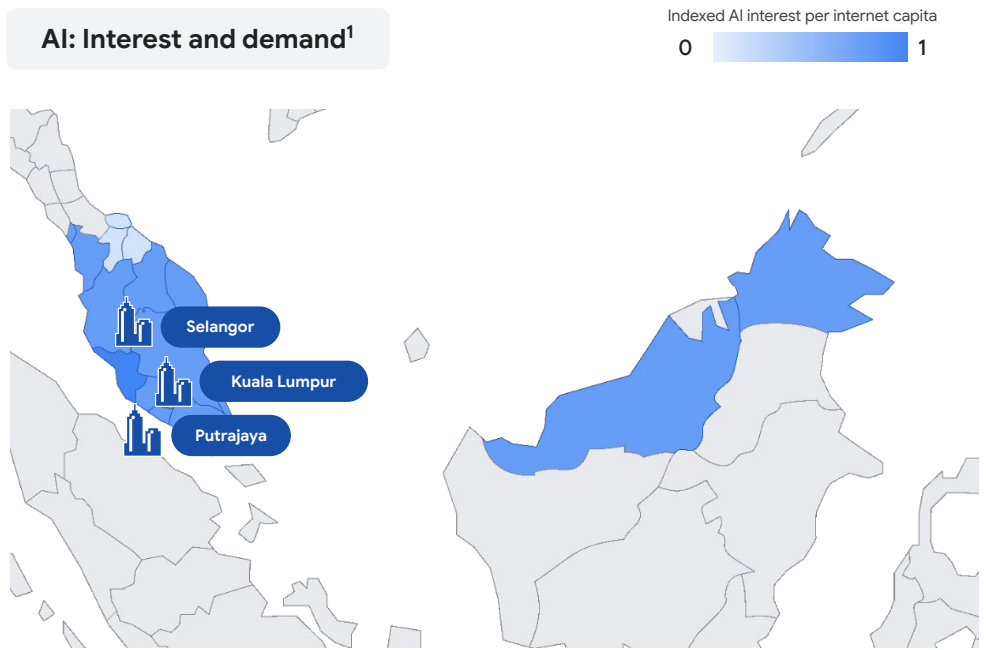 AI: Interest and demand¹
Indexed AI interest per internet capita
0 1
Selangor
Kuala Lumpur
Putrajaya